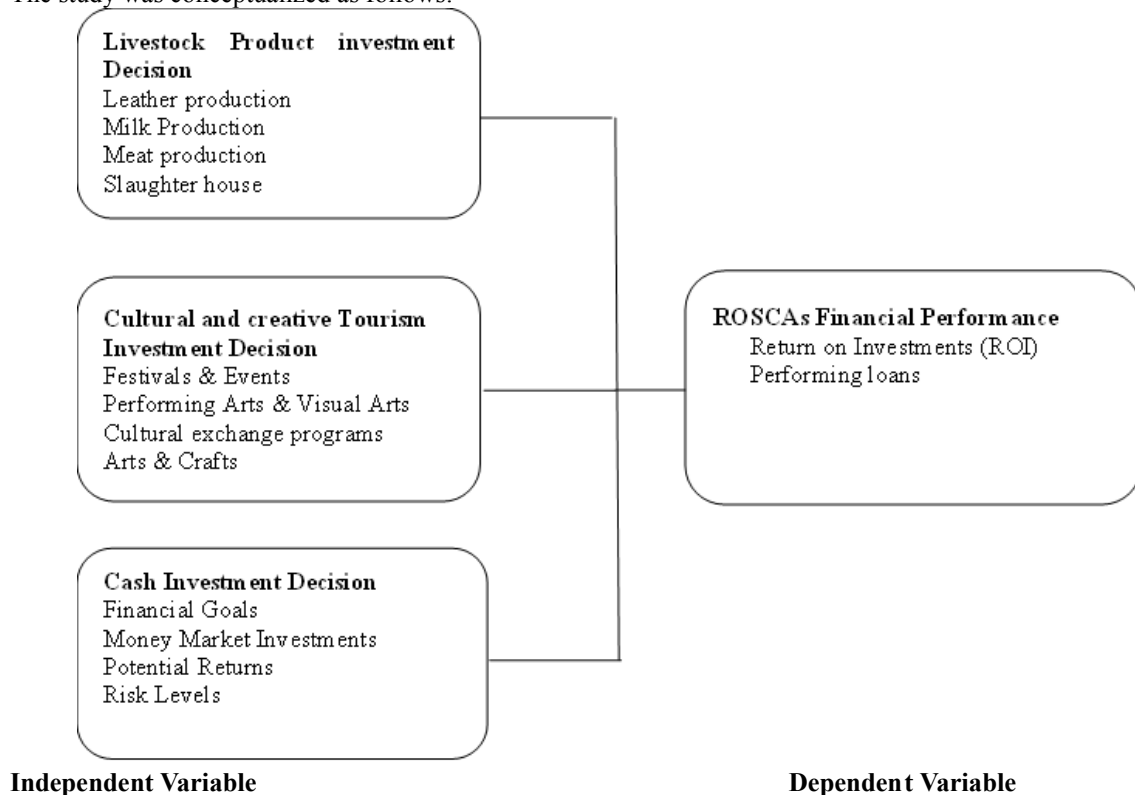 The study was conceptualized as follows:
Livestock Product investment
Decision
Leather production
Milk Production
Meat production
Slaughter house
Cultural and creative Tourism
Investment Decision
Festivals & Events
Performing Arts & Visual Arts
Cultural exchange programs
Arts & Crafts
Cash Investment Decision
Financial Goals
Money Market Investments
Potential Returns
Risk Levels
ROSCAs Financial Performance
Return on Investments (ROI)
Performing loans
Independent Variable
Dependent Variable